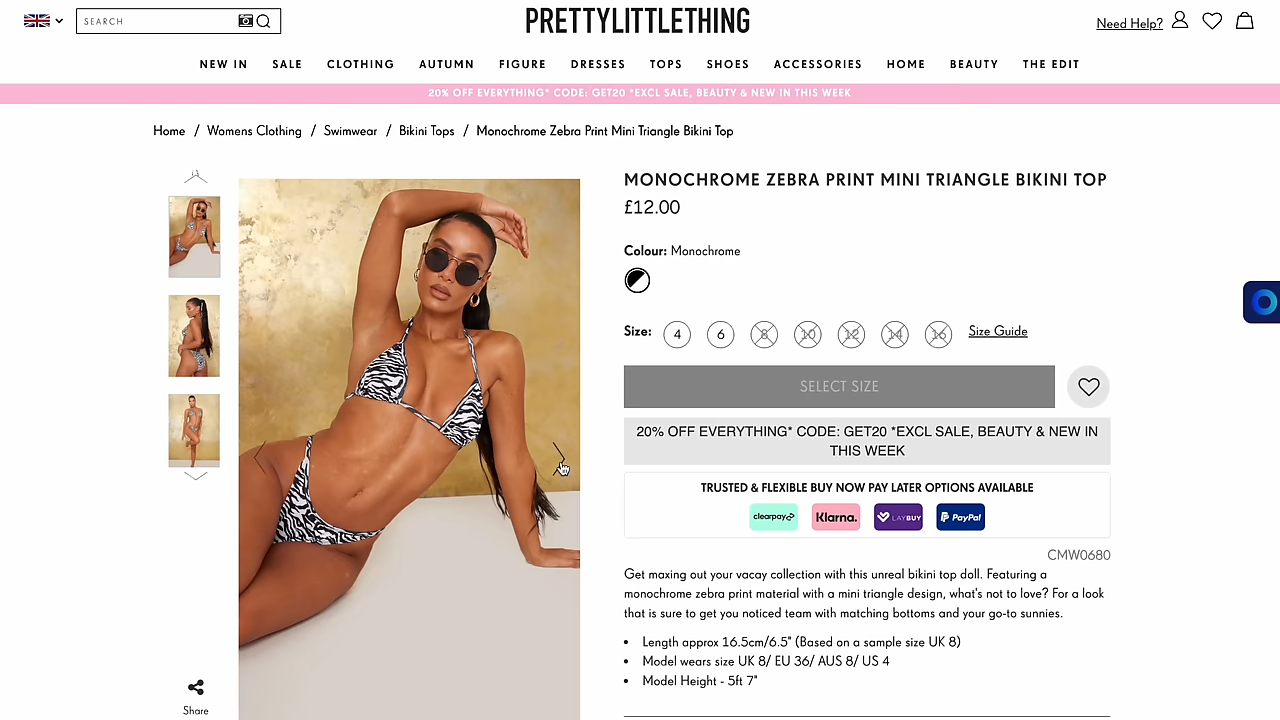 SEARCH
PRETTYLITTLETHING
Need Help?
NEW IN SALE CLOTHING AUTUMN FIGURE DRESSES TOPS SHOES ACCESSORIES HOME BEAUTY THE EDIT
20% OFF EVERYTHING* CODE: GET20 *EXCL SALE, BEAUTY & NEW IN THIS WEEK
Home / Womens Clothing / Swimwear / Bikini Tops / Monochrome Zebra Print Mini Triangle Bikini Top
MONOCHROME ZEBRA PRINT MINI TRIANGLE BIKINI TOP
£12.00
Colour: Monochrome
Size: 4 6 8 10 12 14 16 Size Guide
SELECT SIZE
20% OFF EVERYTHING* CODE: GET20 *EXCL SALE, BEAUTY & NEW IN
THIS WEEK
TRUSTED & FLEXIBLE BUY NOW PAY LATER OPTIONS AVAILABLE
clearpay Klarna. LAYBUY PayPal
CMW0680
Get maxing out your vacay collection with this unreal bikini top doll. Featuring a
monochrome zebra print material with a mini triangle design, what's not to love? For a look
that is sure to get you noticed team with matching bottoms and your go-to sunnies.
• Length approx 16.5cm/6.5" (Based on a sample size UK 8)
• Model wears size UK 8/ EU 36/ AUS 8/ US 4
• Model Height - 5ft 7"
Share